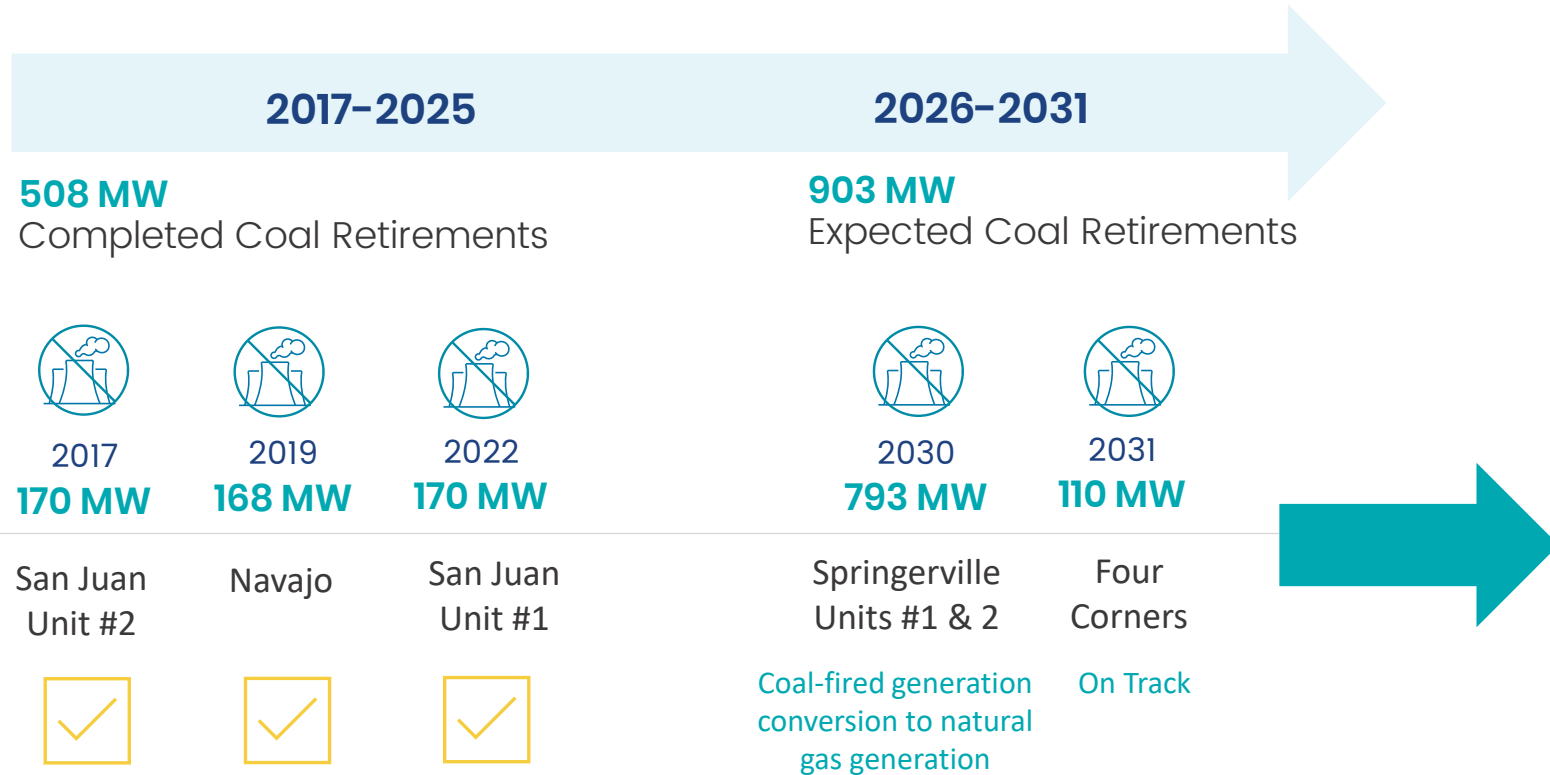 2017-2025
2026-2031
508 MW
Completed Coal Retirements
903 MW
Expected Coal Retirements
2017
170 MW
2019
168 MW
2022
170 MW
2030
793 MW
2031
110 MW
San Juan
Unit #2
Navajo
San Juan
Unit #1
Springerville
Units #1 & 2
Four
Corners
Coal-fired generation
conversion to natural
gas generation
On Track